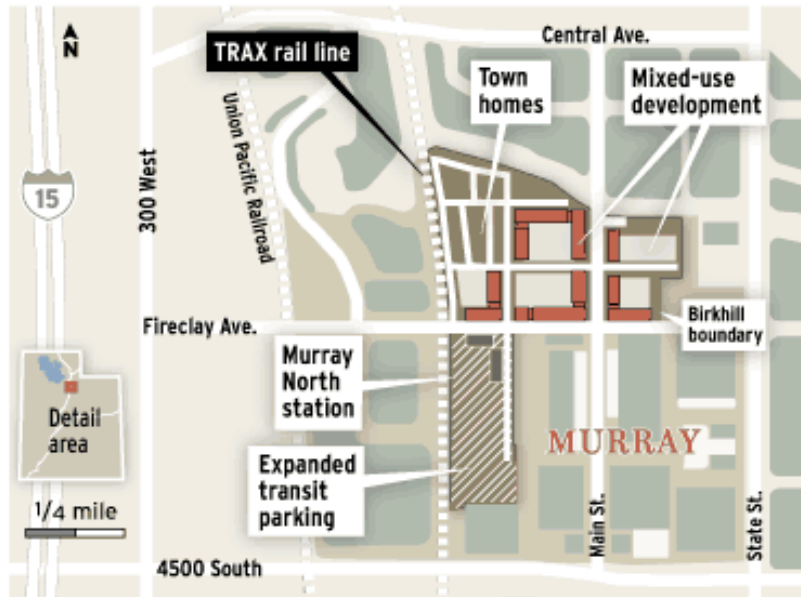 N
Central Ave.
TRAX rail line
Town
homes
Mixed-use
development
Union Pacific Railroad
15
300 West
Fireclay Ave.
Birkhill
boundary
Murray
North
station
Detail
area
MURRAY
Expanded
transit
parking
1/4 mile
Main St.
State St.
4500 South